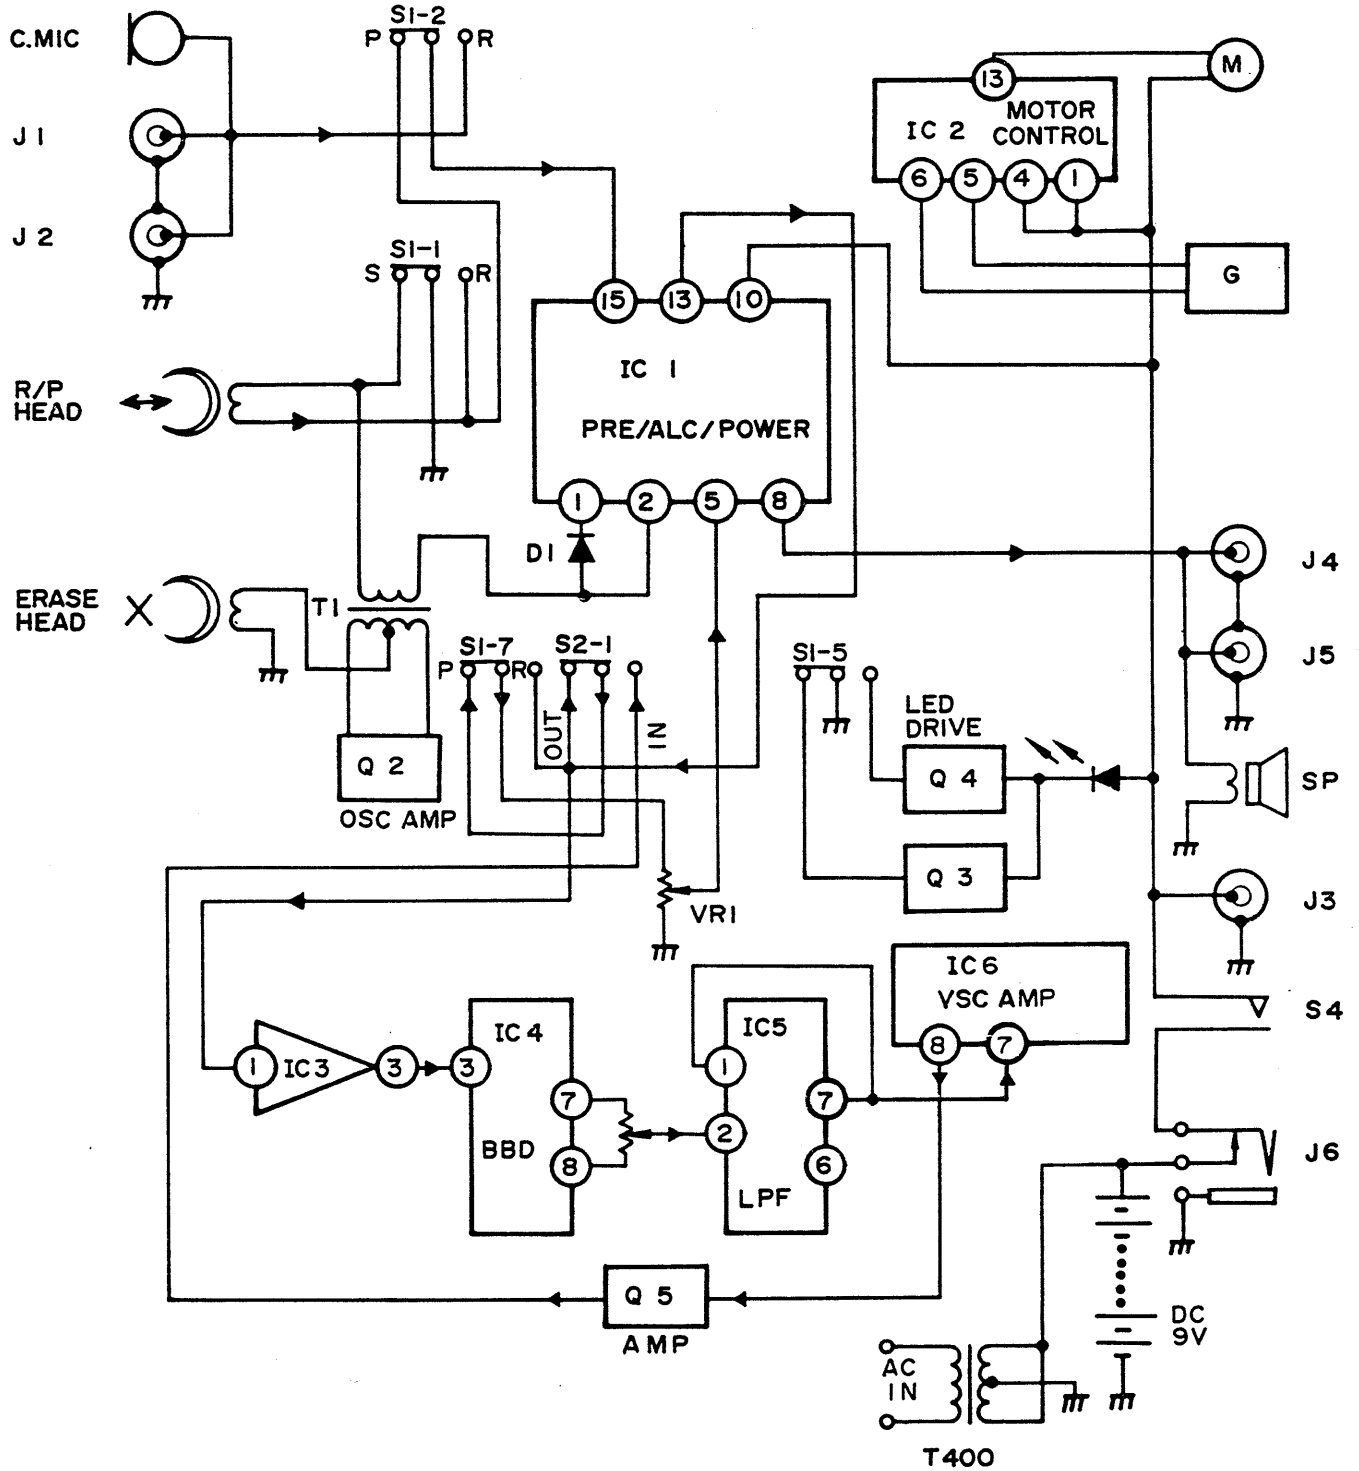 C.MIC
S1-2
P
R
J1
J2
S1-1
S
R
R/P
HEAD
ERASE
HEAD
T1
Q 2
OSC AMP
15
13
10
IC 1
PRE/ALC/POWER
1
2
5
8
D1
13
MOTOR
CONTROL
IC 2
6
5
4
1
M
G
J4
J5
SP
J3
S4
J6
S1-7
P
R
S2-1
OUT
IN
S1-5
LED
DRIVE
Q 4
Q 3
VR1
1
IC3
3
3
IC4
7
BBD
8
IC5
1
2
7
6
LPF
IC6
VSC AMP
8
7
Q 5
AMP
DC
9V
AC
IN
T400